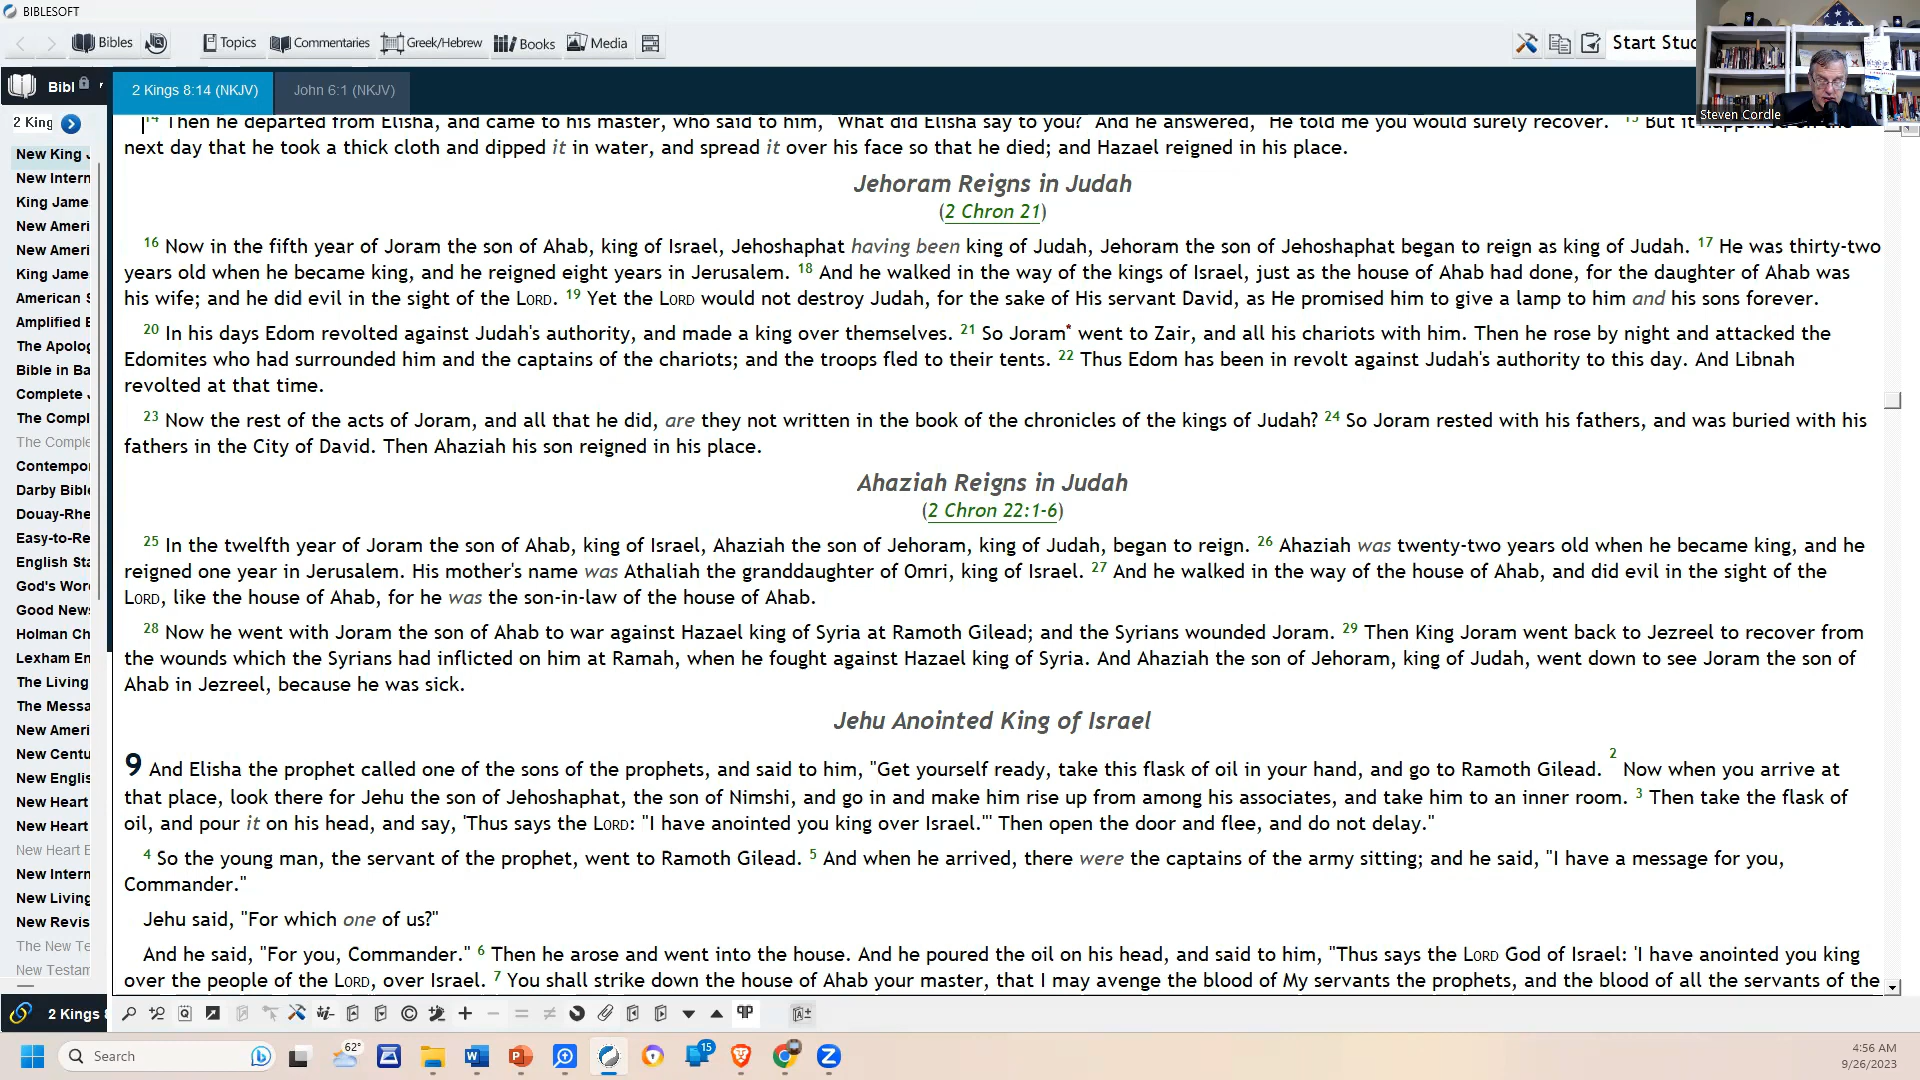 BIBLESOFT
Bibles Topics Commentaries Greek/Hebrew Books Media Start Stuc
Steven Cordle
Bibl 2 Kings 8:14 (NKJV) John 6:1 (NKJV)
2 King
New King J
New Intern
King Jame
New Ameri
New Ameri
King Jame
American S
Amplified B
The Apolog
Bible in Ba
Complete J
The Compl
The Comple
Contempor
Darby Bible
Douay-Rhe
Easy-to-Re
English Sta
God's Word
Good News
Holman Ch
Lexham En
The Living
The Messa
New Ameri
New Centu
New Englis
New Heart
New Heart
New Heart E
New Intern
New Living
New Revis
The New Te
New Testam
14 Then he departed from Elisha, and came to his master, who said to him, "What did Elisha say to you?" And he answered, "He told me you would surely recover." 15 But it happened on the
next day that he took a thick cloth and dipped it in water, and spread it over his face so that he died; and Hazael reigned in his place.
Jehoram Reigns in Judah
(2 Chron 21)
16 Now in the fifth year of Joram the son of Ahab, king of Israel, Jehoshaphat having been king of Judah, Jehoram the son of Jehoshaphat began to reign as king of Judah. 17 He was thirty-two
years old when he became king, and he reigned eight years in Jerusalem. 18 And he walked in the way of the kings of Israel, just as the house of Ahab had done, for the daughter of Ahab was
his wife; and he did evil in the sight of the LORD. 19 Yet the LORD would not destroy Judah, for the sake of His servant David, as He promised him to give a lamp to him and his sons forever.
20 In his days Edom revolted against Judah's authority, and made a king over themselves. 21 So Joram* went to Zair, and all his chariots with him. Then he rose by night and attacked the
Edomites who had surrounded him and the captains of the chariots; and the troops fled to their tents. 22 Thus Edom has been in revolt against Judah's authority to this day. And Libnah
revolted at that time.
23 Now the rest of the acts of Joram, and all that he did, are they not written in the book of the chronicles of the kings of Judah? 24 So Joram rested with his fathers, and was buried with his
fathers in the City of David. Then Ahaziah his son reigned in his place.
Ahaziah Reigns in Judah
(2 Chron 22:1-6)
25 In the twelfth year of Joram the son of Ahab, king of Israel, Ahaziah the son of Jehoram, king of Judah, began to reign. 26 Ahaziah was twenty-two years old when he became king, and he
reigned one year in Jerusalem. His mother's name was Athaliah the granddaughter of Omri, king of Israel. 27 And he walked in the way of the house of Ahab, and did evil in the sight of the
LORD, like the house of Ahab, for he was the son-in-law of the house of Ahab.
28 Now he went with Joram the son of Ahab to war against Hazael king of Syria at Ramoth Gilead; and the Syrians wounded Joram. 29 Then King Joram went back to Jezreel to recover from
the wounds which the Syrians had inflicted on him at Ramah, when he fought against Hazael king of Syria. And Ahaziah the son of Jehoram, king of Judah, went down to see Joram the son of
Ahab in Jezreel, because he was sick.
Jehu Anointed King of Israel
9 And Elisha the prophet called one of the sons of the prophets, and said to him, "Get yourself ready, take this flask of oil in your hand, and go to Ramoth Gilead. 2 Now when you arrive at
that place, look there for Jehu the son of Jehoshaphat, the son of Nimshi, and go in and make him rise up from among his associates, and take him to an inner room. 3 Then take the flask of
oil, and pour it on his head, and say, 'Thus says the LORD: "I have anointed you king over Israel."' Then open the door and flee, and do not delay."
4 So the young man, the servant of the prophet, went to Ramoth Gilead. 5 And when he arrived, there were the captains of the army sitting; and he said, "I have a message for you,
Commander."
Jehu said, "For which one of us?"
And he said, "For you, Commander." 6 Then he arose and went into the house. And he poured the oil on his head, and said to him, "Thus says the LORD God of Israel: 'I have anointed you king
over the people of the LORD, over Israel. 7 You shall strike down the house of Ahab your master, that I may avenge the blood of My servants the prophets, and the blood of all the servants of the
2 Kings 8
Search 62° 15
4:56 AM
9/26/2023